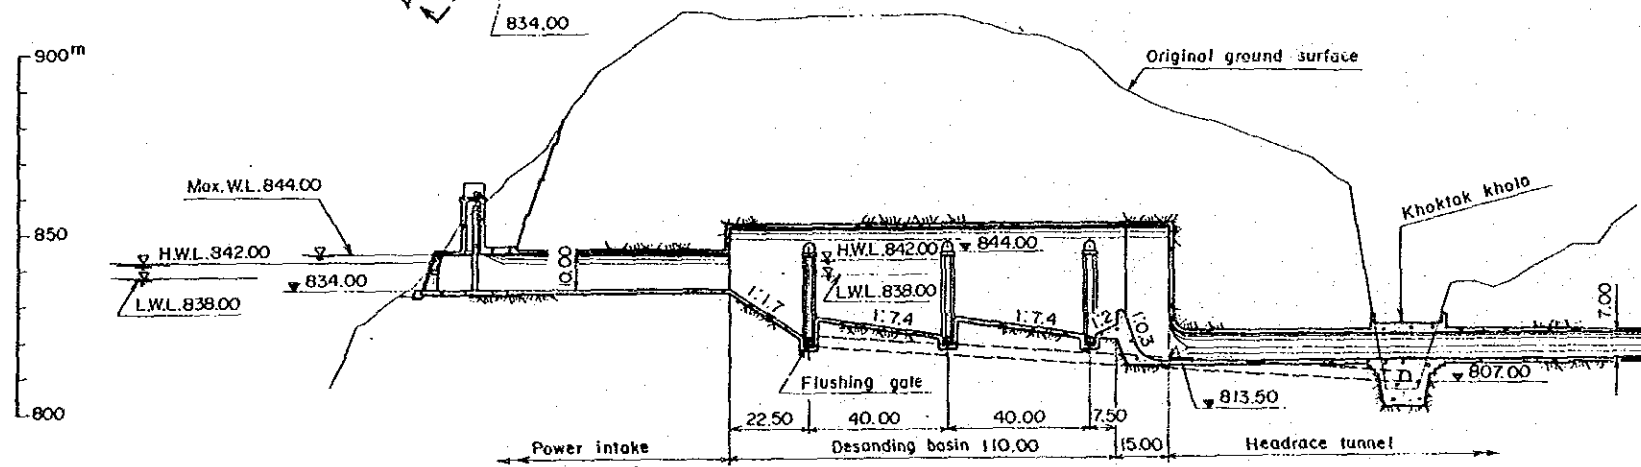 834.00
900m
Original ground surface
Max. W.L. 844.00
Khoktak khola
850
H.W.L. 842.00
834.00
L.W.L. 838.00
10.00
H.W.L. 842.00
844.00
L.W.L. 838.00
1:1.7
1:7.4
1:7.4
1:2
1:0.3
7.00
Flushing gate
D
807.00
813.50
800
22.50
40.00
40.00
7.50
Power intake
Desanding basin 110.00
15.00
Headrace tunnel